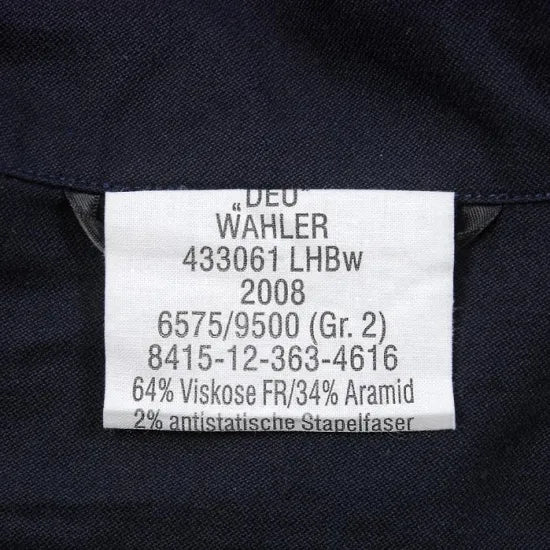 „DEU“
WAHLER
433061 LHBw
2008
6575/9500 (Gr. 2)
8415-12-363-4616
64% Viskose FR/34% Aramid
2% antistatische Stapelfaser